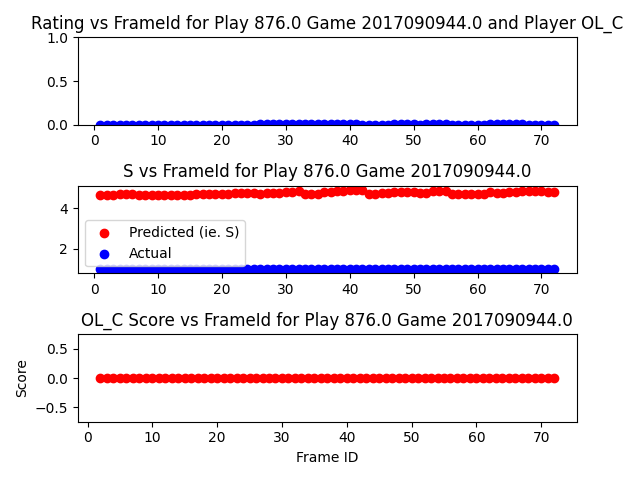 Rating vs FrameId for Play 876.0 Game 2017090944.0 and Player OL_C
1.0
0.5
0.0
0 10 20 30 40 50 60 70
S vs FrameId for Play 876.0 Game 2017090944.0
4
2
Predicted (ie. S)
Actual
0 10 20 30 40 50 60 70
OL_C Score vs FrameId for Play 876.0 Game 2017090944.0
Score
0.5
0.0
−0.5
0 10 20 30 40 50 60 70
Frame ID